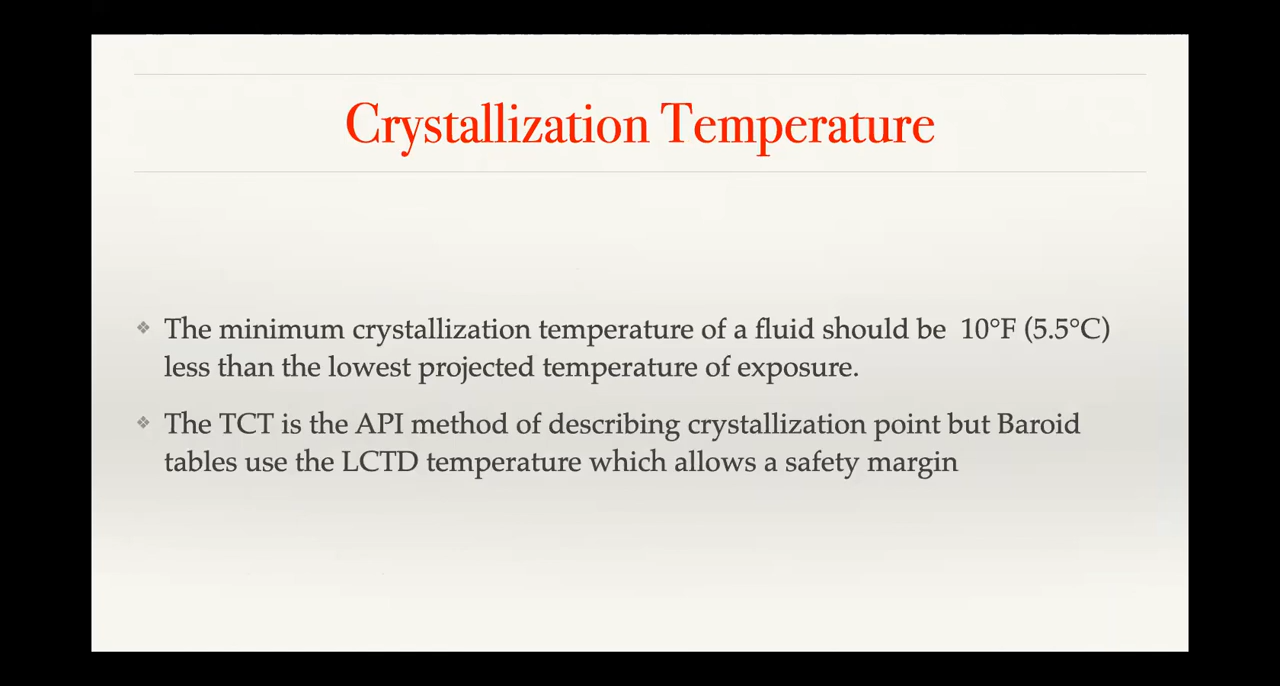 Crystallization Temperature
❖ The minimum crystallization temperature of a fluid should be 10°F (5.5°C)
less than the lowest projected temperature of exposure.
❖ The TCT is the API method of describing crystallization point but Baroid
tables use the LCTD temperature which allows a safety margin